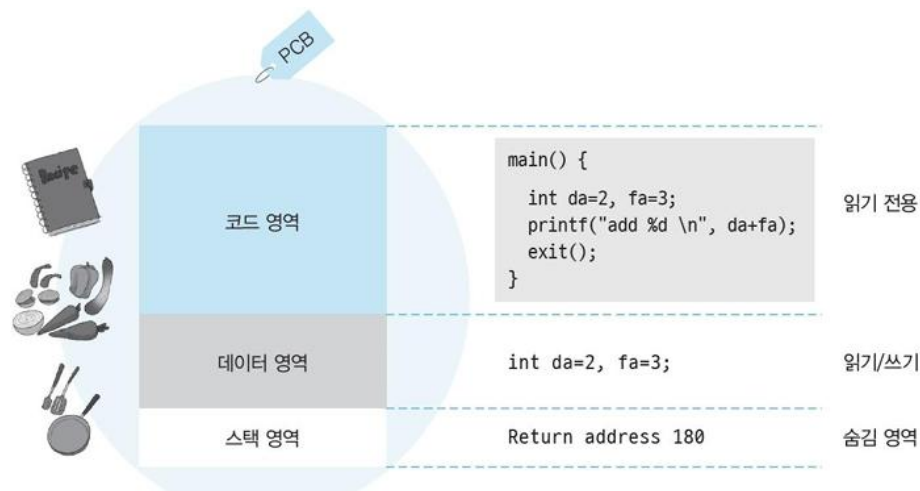 PCB
Recipe
코드 영역
main() {
int da=2, fa=3;
printf("add %d \n", da+fa);
exit();
}
읽기 전용
데이터 영역
int da=2, fa=3;
읽기/쓰기
스택 영역
Return address 180
숨김 영역